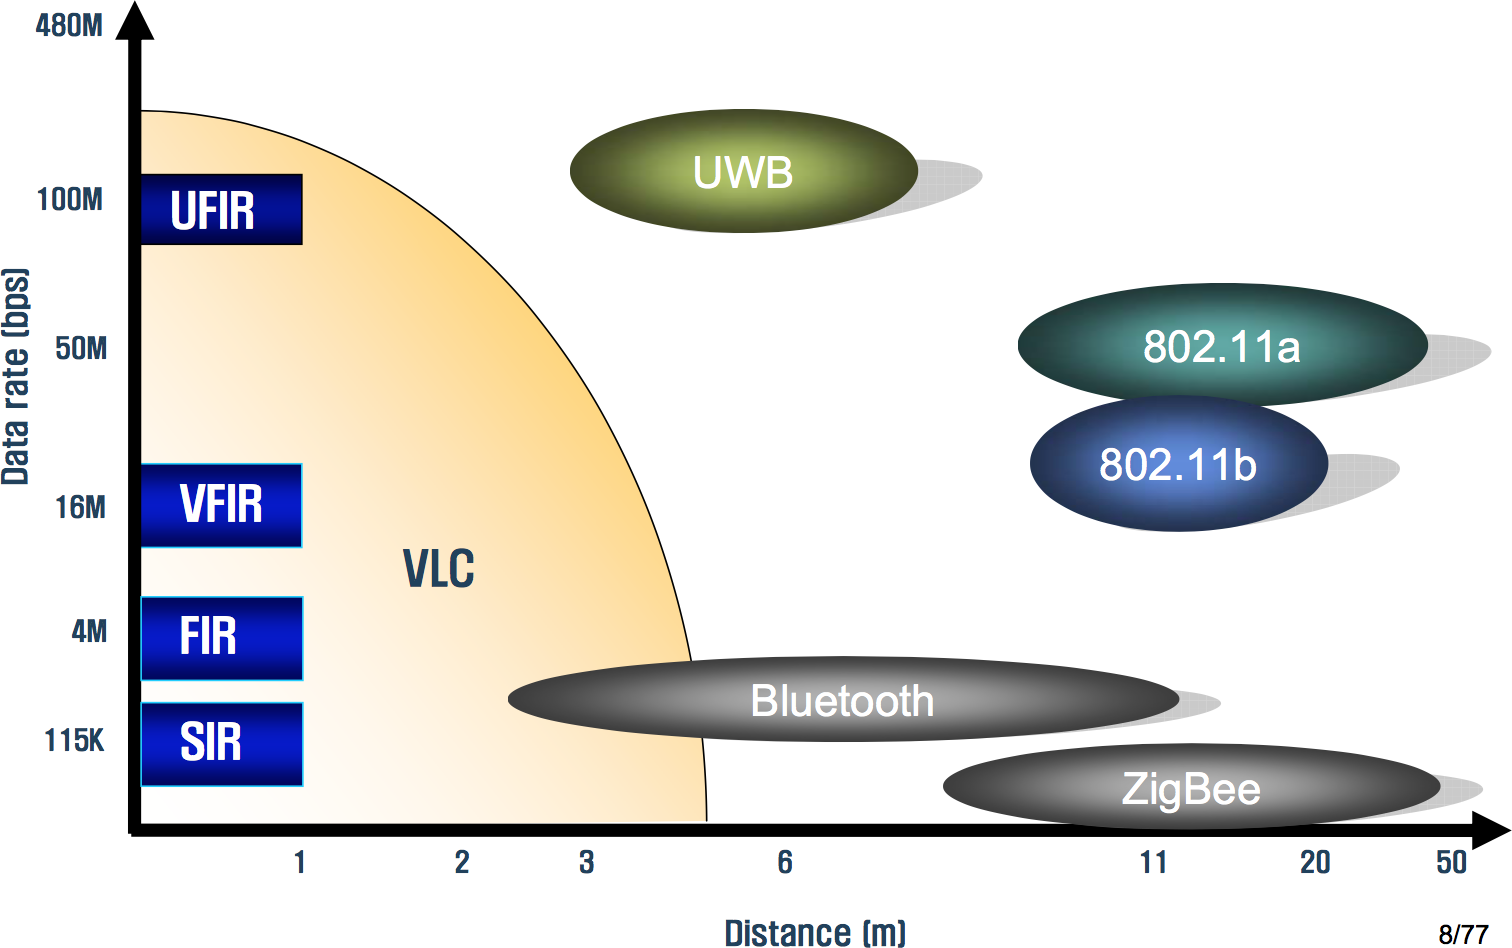 480M
UWB
100M
UFIR
Data rate (bps)
50M
802.11a
802.11b
16M
VFIR
VLC
4M
FIR
Bluetooth
115K
SIR
ZigBee
1 2 3 6 11 20 50
Distance (m)
8/77